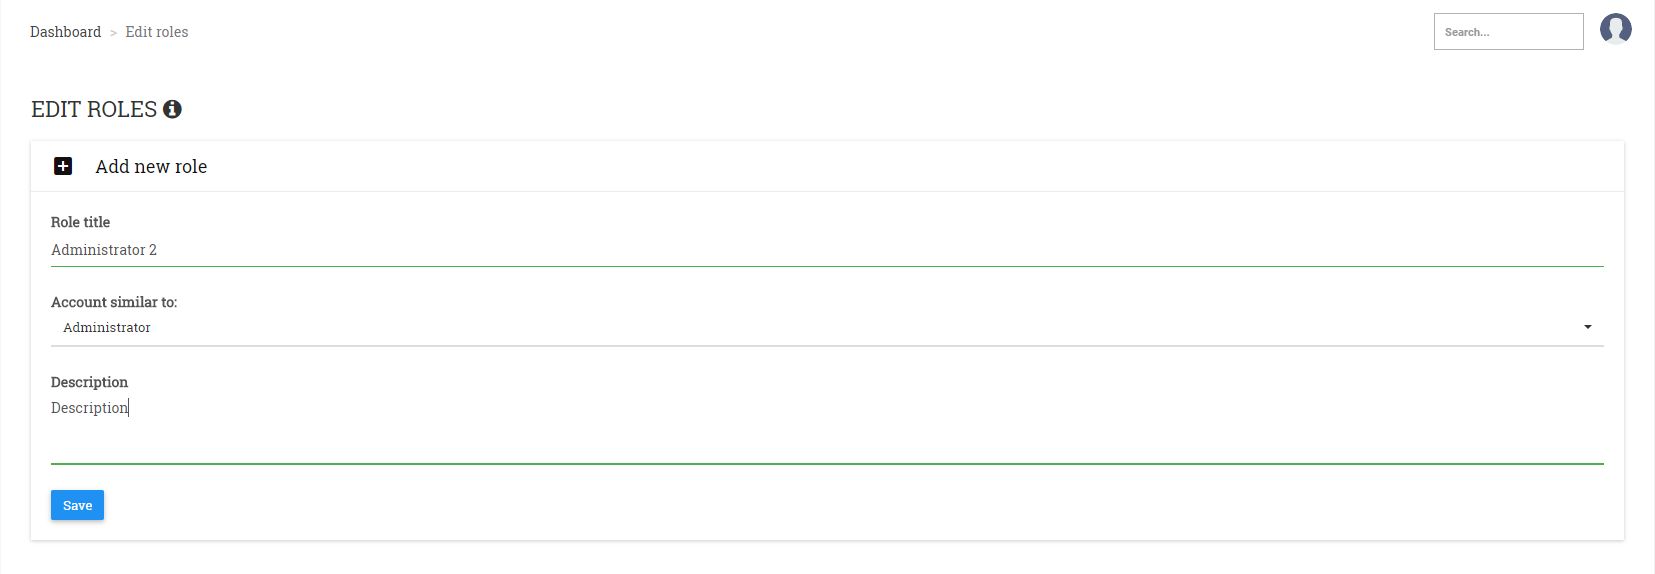 Dashboard > Edit roles
Search...
EDIT ROLES
Add new role
Role title
Administrator 2
Account similar to:
Administrator
Description
Description
Save